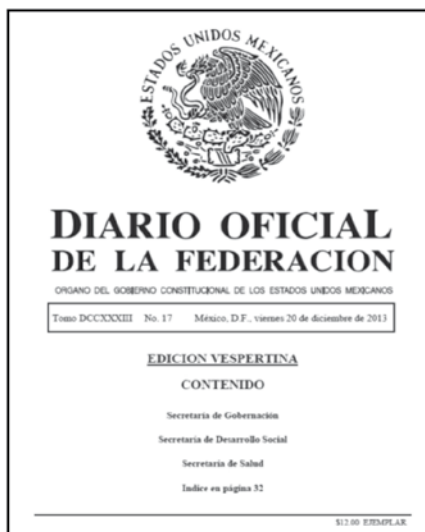 ESTADOS UNIDOS MEXICANOS
DIARIO OFICIAL
DE LA FEDERACION
ORGANO DEL GOBIERNO CONSTITUCIONAL DE LOS ESTADOS UNIDOS MEXICANOS
Tomo DCCXXXIII No. 17 México, D.F., viernes 20 de diciembre de 2013
EDICION VESPERTINA
CONTENIDO
Secretaría de Gobernación
Secretaría de Desarrollo Social
Secretaría de Salud
Indice en página 32
$12.00 EJEMPLAR